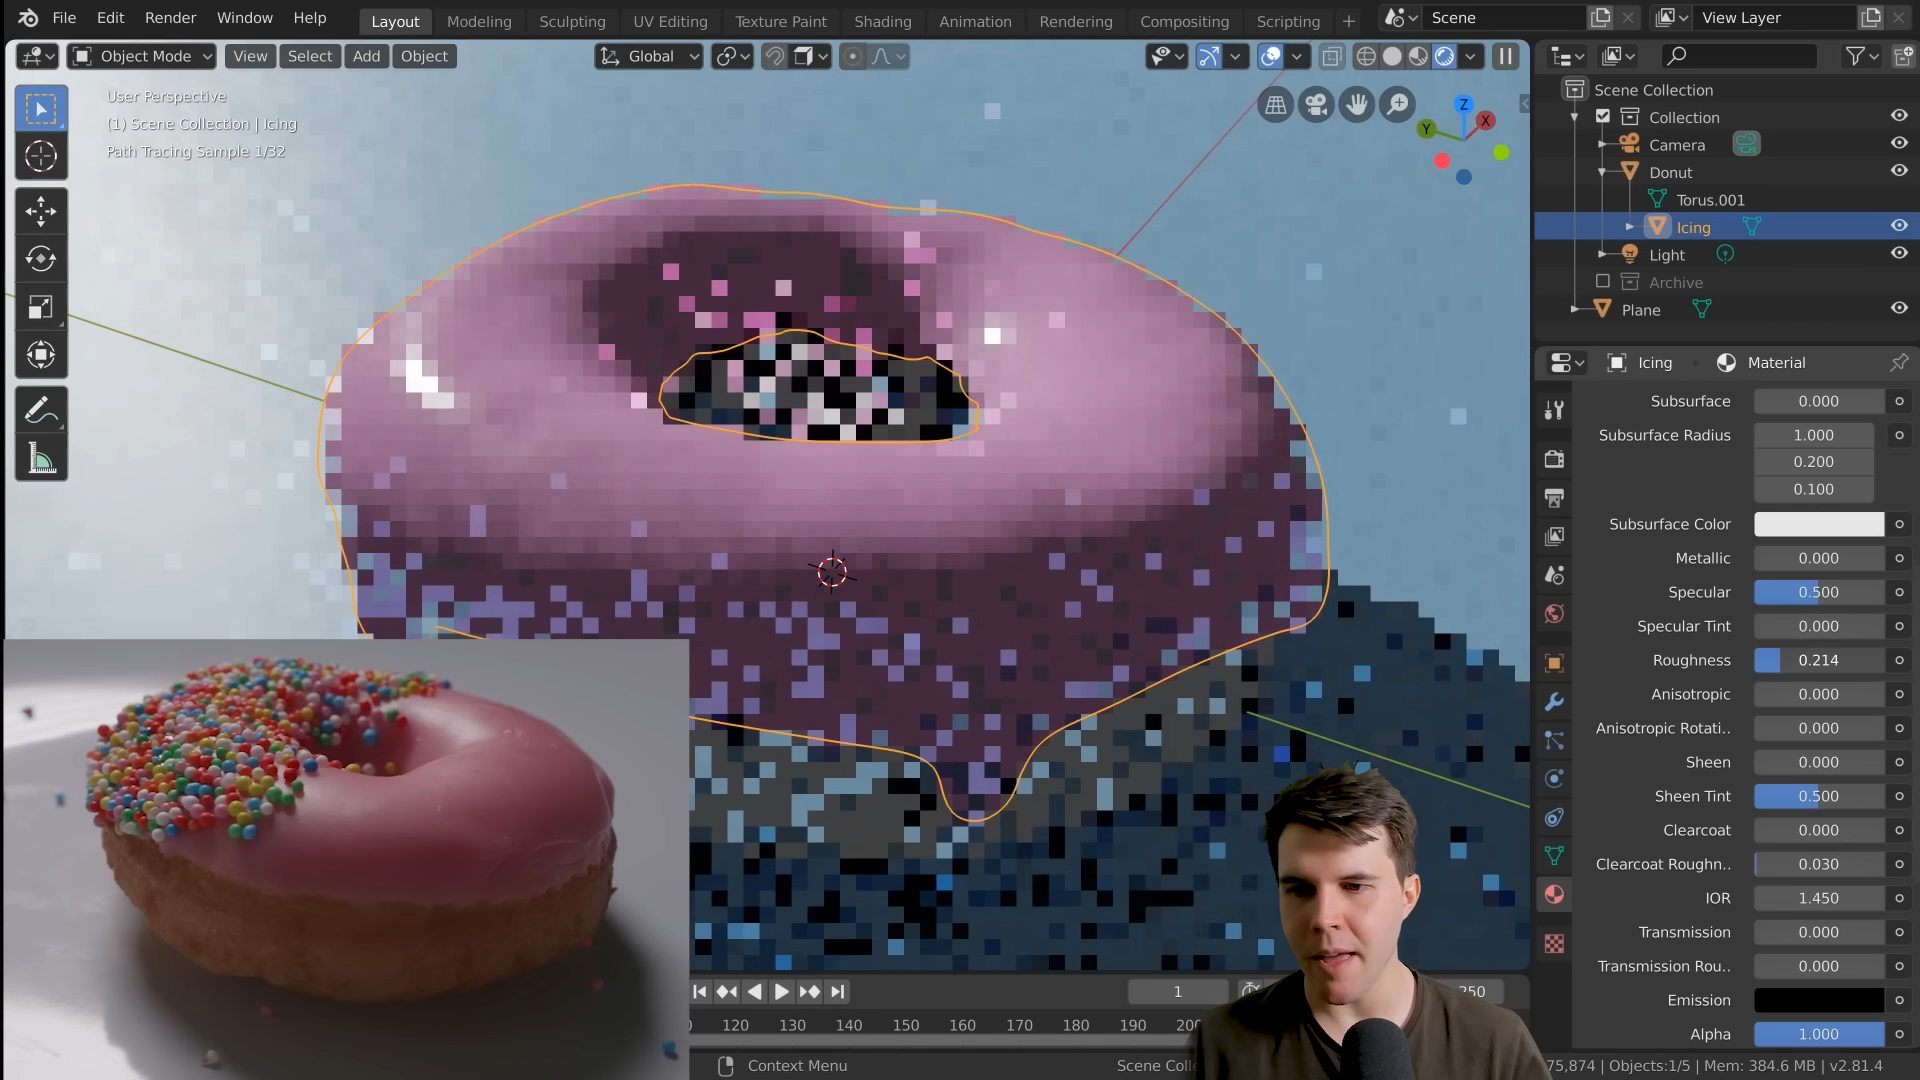 File Edit Render Window Help Layout Modeling Sculpting UV Editing Texture Paint Shading Animation Rendering Compositing Scripting + Scene View Layer
Object Mode View Select Add Object Global
User Perspective
(1) Scene Collection | Icing
Path Tracing Sample 1/32
Z
X
Y
Scene Collection
Collection
Camera
Donut
Torus.001
Icing
Light
Archive
Plane
Icing Material
Subsurface 0.000
Subsurface Radius 1.000
0.200
0.100
Subsurface Color
Metallic 0.000
Specular 0.500
Specular Tint 0.000
Roughness 0.214
Anisotropic 0.000
Anisotropic Rotati.. 0.000
Sheen 0.000
Sheen Tint 0.500
Clearcoat 0.000
Clearcoat Roughn.. 0.030
IOR 1.450
Transmission 0.000
Transmission Rou.. 0.000
Emission
Alpha 1.000
1 250
120 130 140 150 160 170 180 190
Context Menu Scene 75,874 | Objects:1/5 | Mem: 384.6 MB | v2.81.4